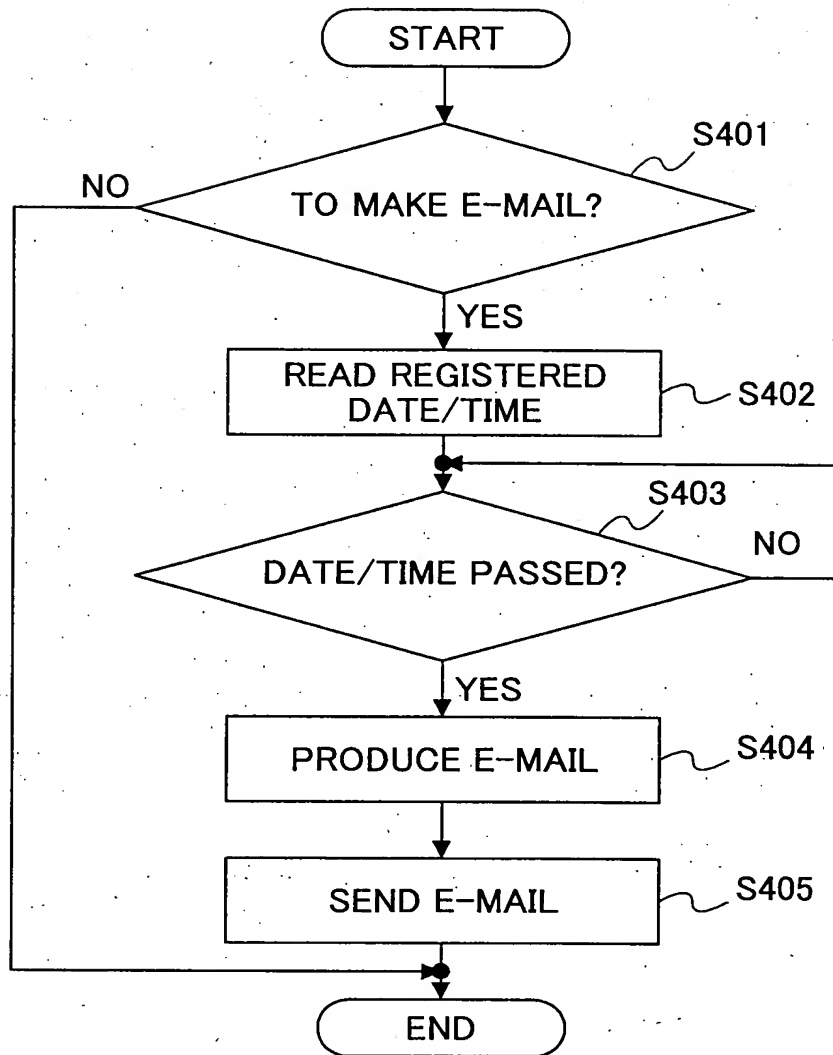 START
S401
NO
TO MAKE E-MAIL?
YES
READ REGISTERED
DATE/TIME
S402
S403
NO
DATE/TIME PASSED?
YES
PRODUCE E-MAIL
S404
SEND E-MAIL
S405
END